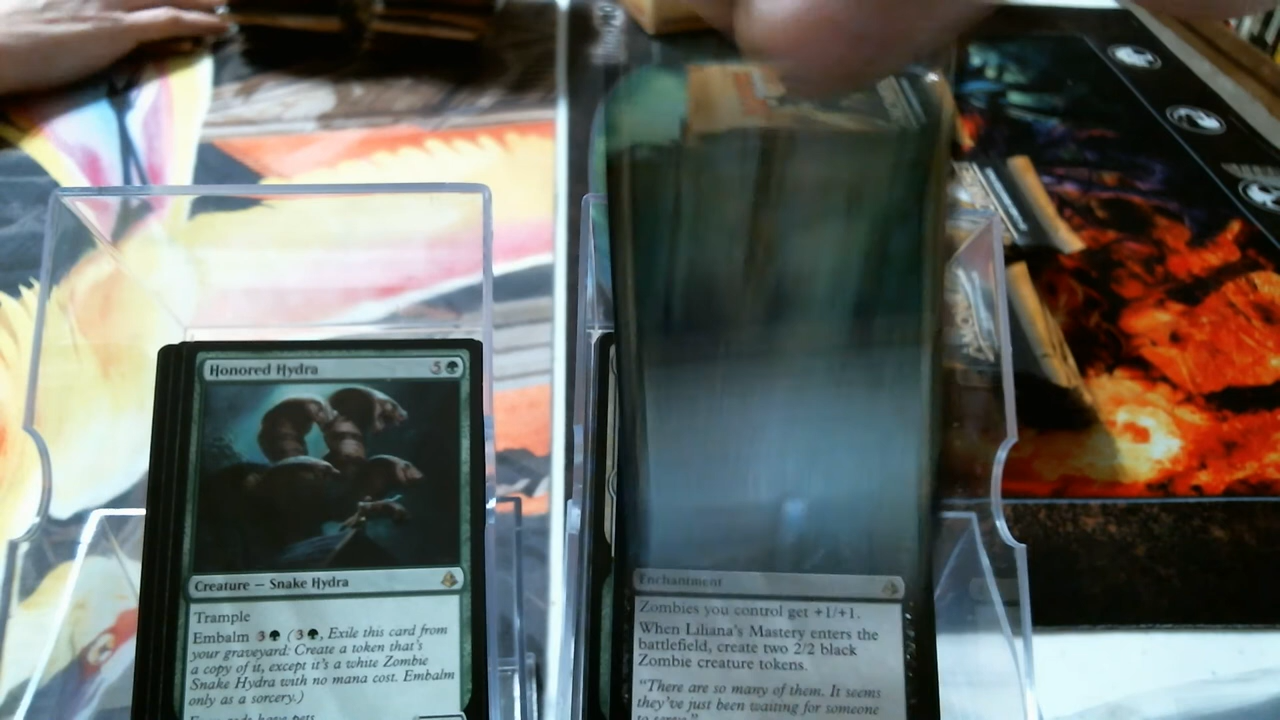 Honored Hydra 5
Creature — Snake Hydra
Trample
Embalm 3 (3, Exile this card from
your graveyard: Create a token that's
a copy of it, except it's a white Zombie
Snake Hydra with no mana cost. Embalm
only as a sorcery.)
Enchantment
Zombies you control get +1/+1.
When Liliana's Mastery enters the
battlefield, create two 2/2 black
Zombie creature tokens.
"There are so many of them. It seems
they've just been waiting for someone
to serve."